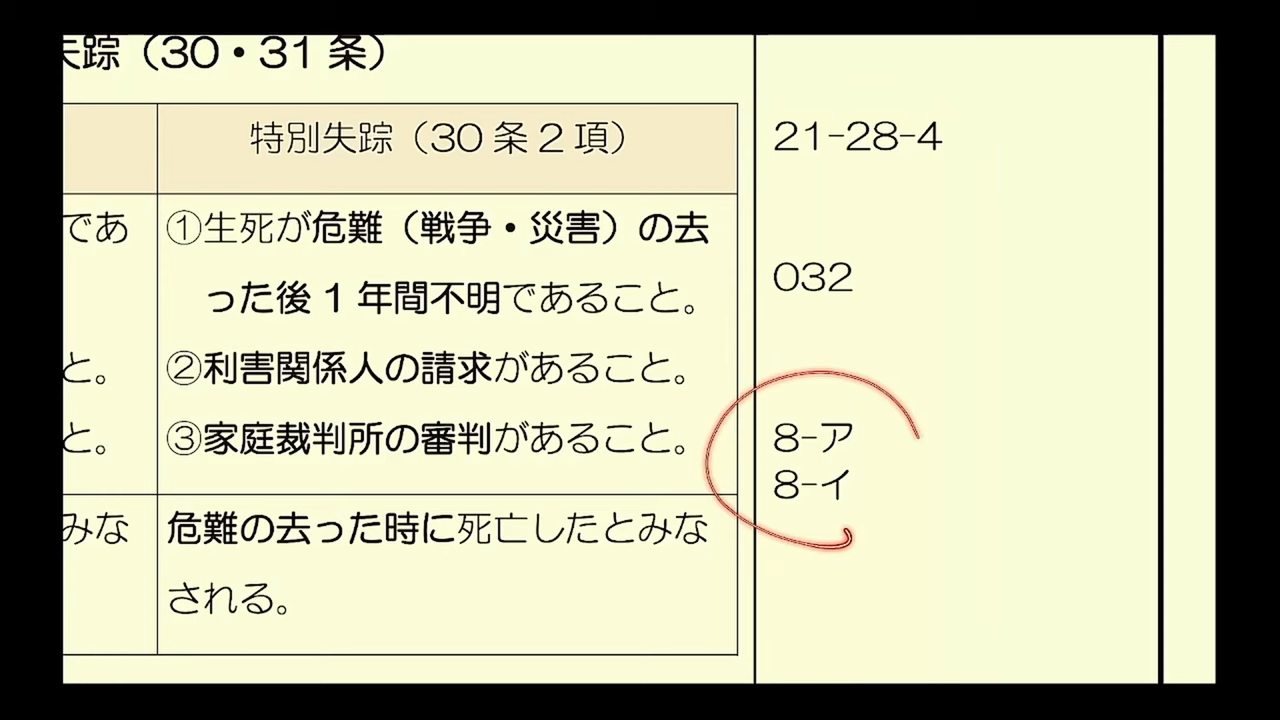 失踪（30・31条）
特別失踪（30条2項）
21-28-4
であ
①生死が危難（戦争・災害）の去
った後1年間不明であること。
032
と。
②利害関係人の請求があること。
と。
③家庭裁判所の審判があること。
8-ア
8-イ
みな
危難の去った時に死亡したとみな
される。